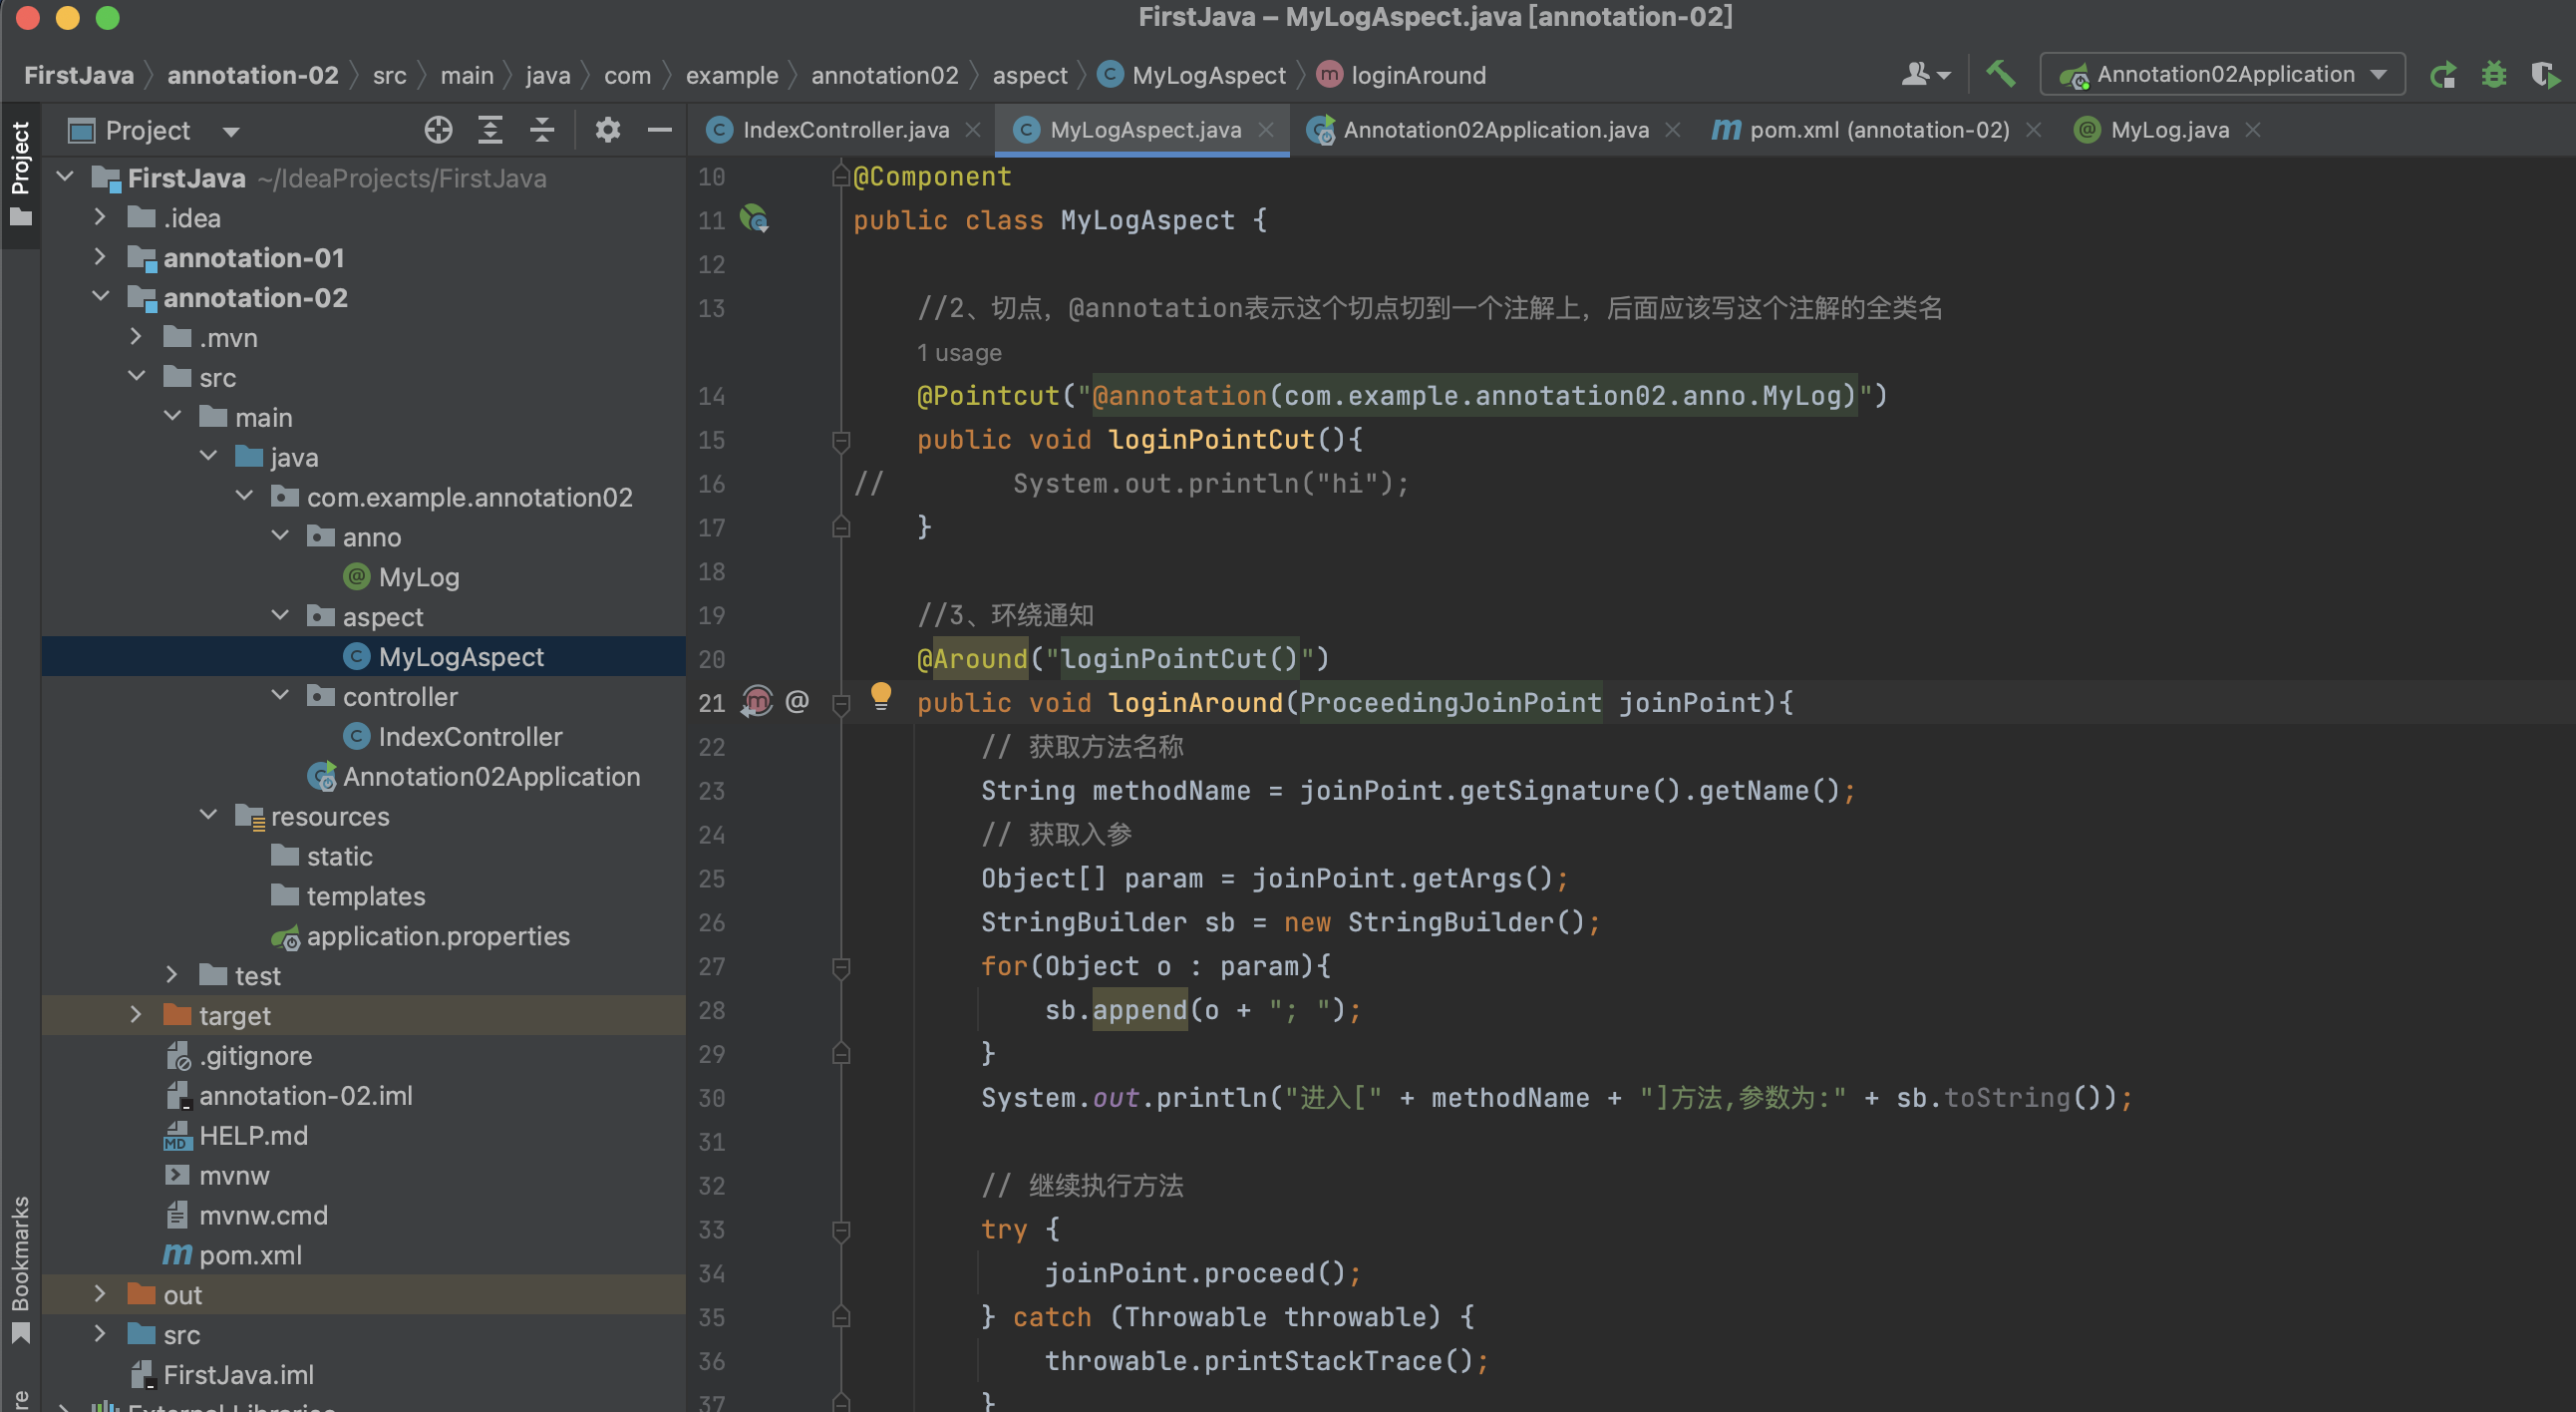 FirstJava – MyLogAspect.java [annotation-02]
FirstJava annotation-02 src main java com example annotation02 aspect MyLogAspect loginAround
Annotation02Application
Project
Project
IndexController.java MyLogAspect.java Annotation02Application.java pom.xml (annotation-02) MyLog.java
FirstJava ~/IdeaProjects/FirstJava
.idea
annotation-01
annotation-02
.mvn
src
main
java
com.example.annotation02
anno
MyLog
aspect
MyLogAspect
controller
IndexController
Annotation02Application
resources
static
templates
application.properties
test
target
.gitignore
annotation-02.iml
HELP.md
mvnw
mvnw.cmd
pom.xml
out
src
FirstJava.iml
External Libraries
Bookmarks
10 @Component
11 public class MyLogAspect {
12
13 //2、切点，@annotation表示这个切点切到一个注解上，后面应该写这个注解的全类名
1 usage
14 @Pointcut("@annotation(com.example.annotation02.anno.MyLog)")
15 public void loginPointCut(){
16 // System.out.println("hi");
17 }
18
19 //3、环绕通知
20 @Around("loginPointCut()")
21 public void loginAround(ProceedingJoinPoint joinPoint){
22 // 获取方法名称
23 String methodName = joinPoint.getSignature().getName();
24 // 获取入参
25 Object[] param = joinPoint.getArgs();
26 StringBuilder sb = new StringBuilder();
27 for(Object o : param){
28 sb.append(o + "; ");
29 }
30 System.out.println("进入[" + methodName + "]方法,参数为:" + sb.toString());
31
32 // 继续执行方法
33 try {
34 joinPoint.proceed();
35 } catch (Throwable throwable) {
36 throwable.printStackTrace();
37 }